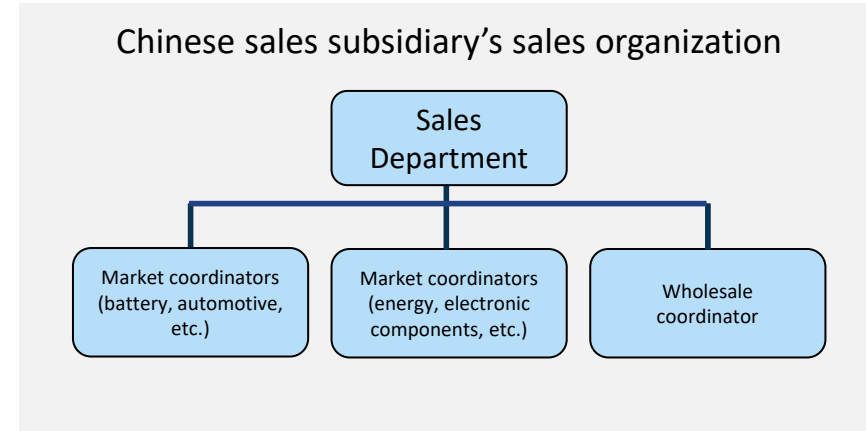 Chinese sales subsidiary’s sales organization
Sales
Department
Market coordinators
(battery, automotive,
etc.)
Market coordinators
(energy, electronic
components, etc.)
Wholesale
coordinator